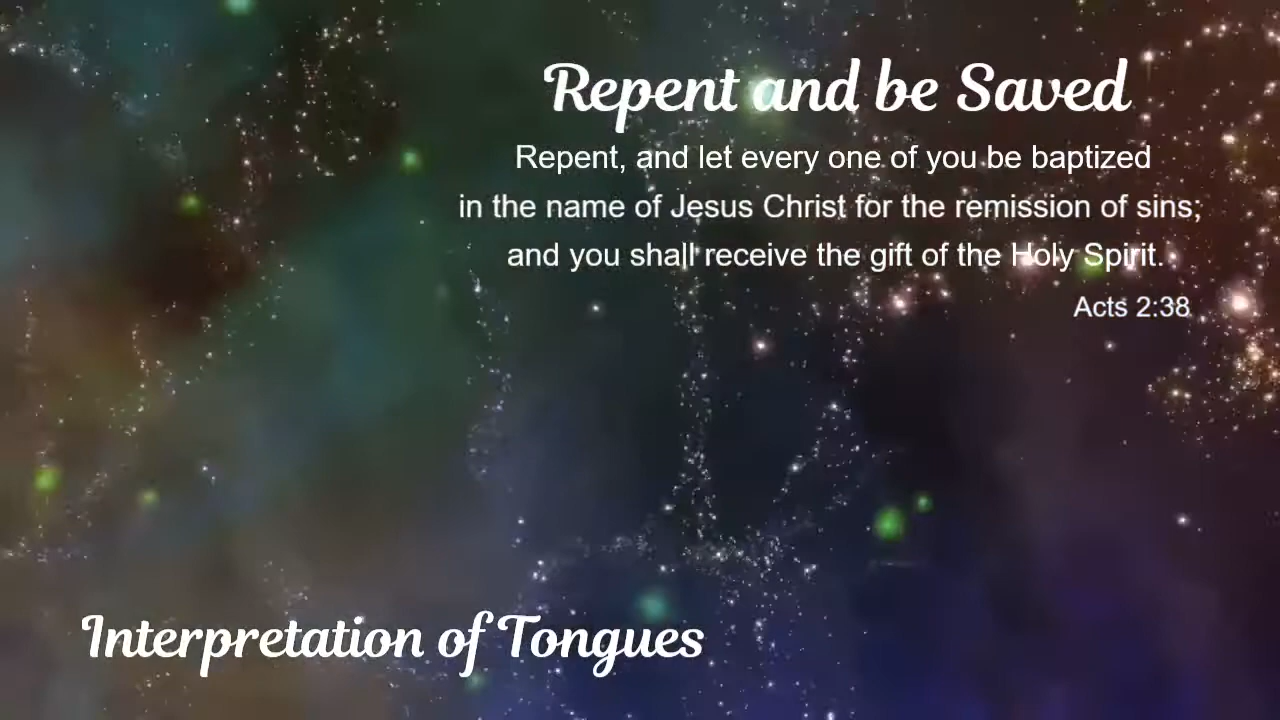 Repent and be Saved
Repent, and let every one of you be baptized
in the name of Jesus Christ for the remission of sins;
and you shall receive the gift of the Holy Spirit.
Acts 2:38
Interpretation of Tongues